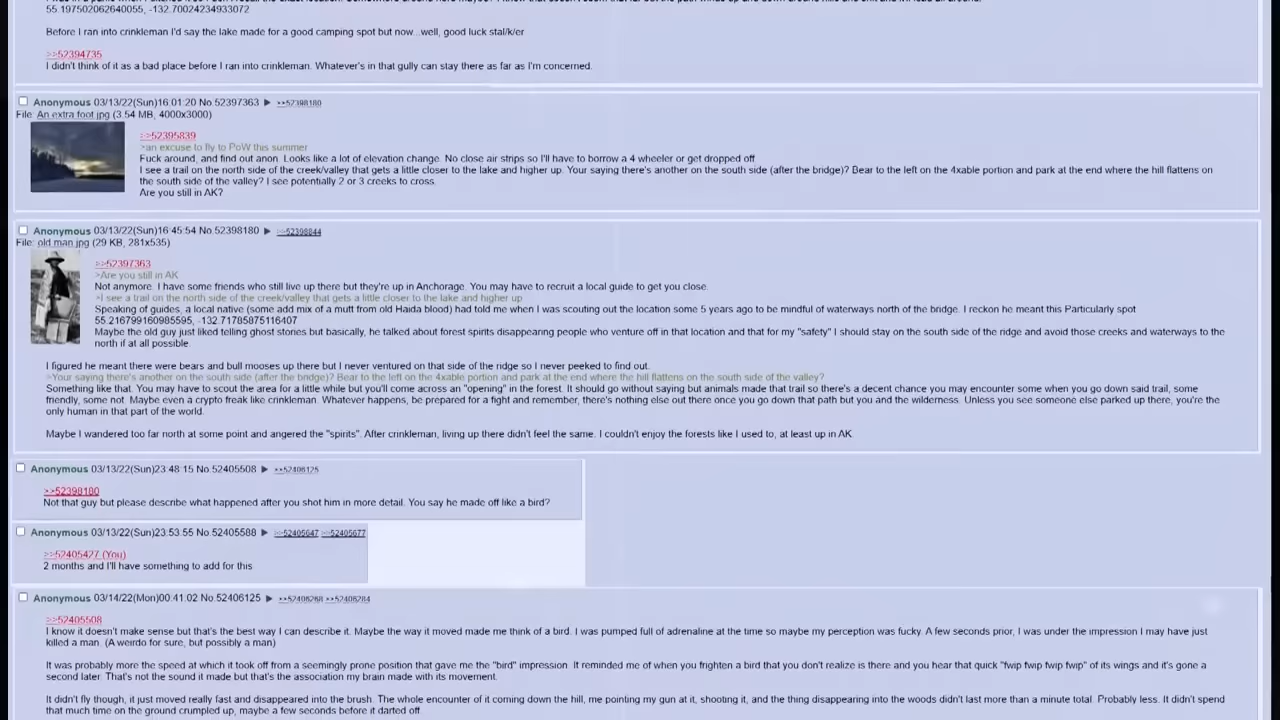 55.197502062640055, -132.70024234933072
Before I ran into crinkleman I'd say the lake made for a good camping spot but now...well, good luck stal/k/er
>>52394735
I didn't think of it as a bad place before I ran into crinkleman. Whatever's in that gully can stay there as far as I'm concerned.
Anonymous 03/13/22(Sun)16:01:20 No.52397363 ▶ >>52398180
File: An extra foot.jpg (3.54 MB, 4000x3000)
>>52395839
>an excuse to fly to PoW this summer
Fuck around, and find out anon. Looks like a lot of elevation change. No close air strips so I'll have to borrow a 4 wheeler or get dropped off
I see a trail on the north side of the creek/valley that gets a little closer to the lake and higher up. Your saying there's another on the south side (after the bridge)? Bear to the left on the 4xable portion and park at the end where the hill flattens on
the south side of the valley? I see potentially 2 or 3 creeks to cross.
Are you still in AK?
Anonymous 03/13/22(Sun)16:45:54 No.52398180 ▶ >>52398844
File: old man.jpg (29 KB, 281x535)
>>52397363
>Are you still in AK
Not anymore. I have some friends who still live up there but they're up in Anchorage. You may have to recruit a local guide to get you close.
>I see a trail on the north side of the creek/valley that gets a little closer to the lake and higher up
Speaking of guides, a local native (some add mix of a mutt from old Haida blood) had told me when I was scouting out the location some 5 years ago to be mindful of waterways north of the bridge. I reckon he meant this Particularly spot
55.216799160985595, -132.71785875116407
Maybe the old guy just liked telling ghost stories but basically, he talked about forest spirits disappearing people who venture off in that location and that for my "safety" I should stay on the south side of the ridge and avoid those creeks and waterways to the
north if at all possible.
I figured he meant there were bears and bull mooses up there but I never ventured on that side of the ridge so I never peeked to find out.
>Your saying there's another on the south side (after the bridge)? Bear to the left on the 4xable portion and park at the end where the hill flattens on the south side of the valley?
Something like that. You may have to scout the area for a little while but you'll come across an "opening" in the forest. It should go without saying but animals made that trail so there's a decent chance you may encounter some when you go down said trail, some
friendly, some not. Maybe even a crypto freak like crinkleman. Whatever happens, be prepared for a fight and remember, there's nothing else out there once you go down that path but you and the wilderness. Unless you see someone else parked up there, you're the
only human in that part of the world.
Maybe I wandered too far north at some point and angered the "spirits". After crinkleman, living up there didn't feel the same. I couldn't enjoy the forests like I used to, at least up in AK
Anonymous 03/13/22(Sun)23:48:15 No.52405508 ▶ >>52406125
>>52398180
Not that guy but please describe what happened after you shot him in more detail. You say he made off like a bird?
Anonymous 03/13/22(Sun)23:53:55 No.52405588 ▶ >>52405647 >>52405677
>>52405427 (You)
2 months and I'll have something to add for this
Anonymous 03/14/22(Mon)00:41:02 No.52406125 ▶ >>52406268 >>52406284
>>52405508
I know it doesn't make sense but that's the best way I can describe it. Maybe the way it moved made me think of a bird. I was pumped full of adrenaline at the time so maybe my perception was fucky. A few seconds prior, I was under the impression I may have just
killed a man. (A weirdo for sure, but possibly a man)
It was probably more the speed at which it took off from a seemingly prone position that gave me the "bird" impression. It reminded me of when you frighten a bird that you don't realize is there and you hear that quick "fwip fwip fwip fwip" of its wings and it's gone a
second later. That's not the sound it made but that's the association my brain made with its movement.
It didn't fly though, it just moved really fast and disappeared into the brush. The whole encounter of it coming down the hill, me pointing my gun at it, shooting it, and the thing disappearing into the woods didn't last more than a minute total. Probably less. It didn't spend
that much time on the ground crumpled up, maybe a few seconds before it darted off.